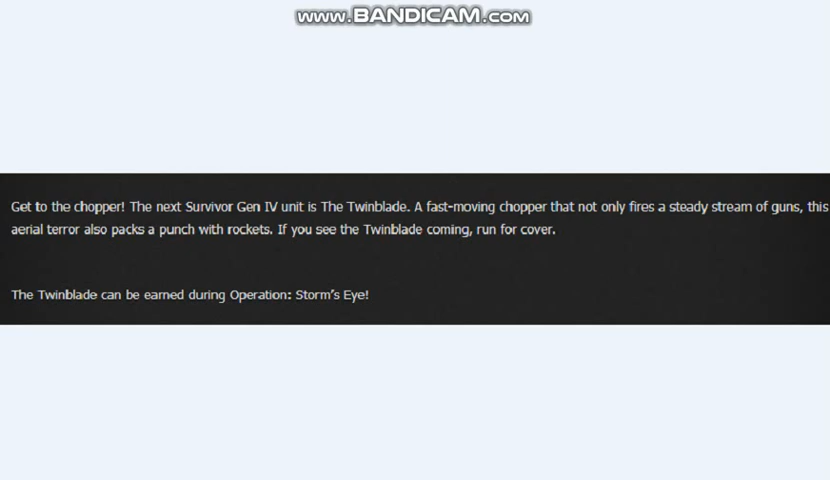 www.BANDICAM.com
Get to the chopper! The next Survivor Gen IV unit is The Twinblade. A fast-moving chopper that not only fires a steady stream of guns, this
aerial terror also packs a punch with rockets. If you see the Twinblade coming, run for cover.
The Twinblade can be earned during Operation: Storm's Eye!